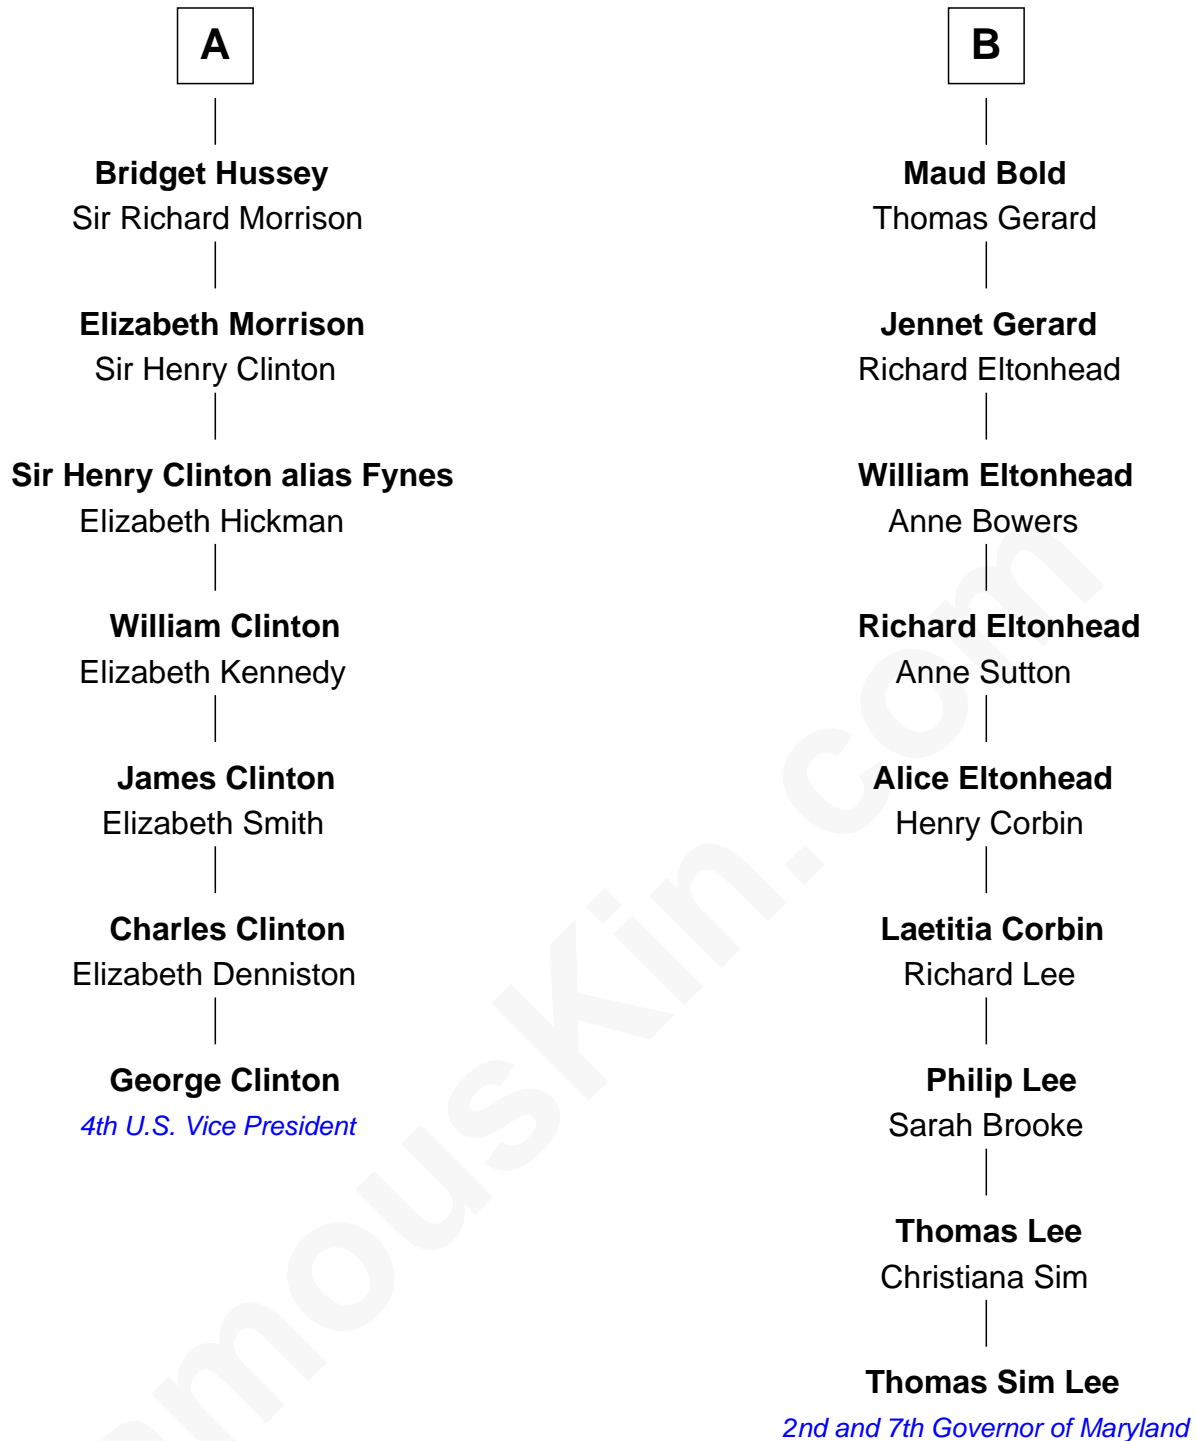 A
Bridget Hussey
Sir Richard Morrison
Elizabeth Morrison
Sir Henry Clinton
Sir Henry Clinton alias Fynes
Elizabeth Hickman
William Clinton
Elizabeth Kennedy
James Clinton
Elizabeth Smith
Charles Clinton
Elizabeth Denniston
George Clinton
4th U.S. Vice President
B
Maud Bold
Thomas Gerard
Jennet Gerard
Richard Eltonhead
William Eltonhead
Anne Bowers
Richard Eltonhead
Anne Sutton
Alice Eltonhead
Henry Corbin
Laetitia Corbin
Richard Lee
Philip Lee
Sarah Brooke
Thomas Lee
Christiana Sim
Thomas Sim Lee
2nd and 7th Governor of Maryland
amousKin.com